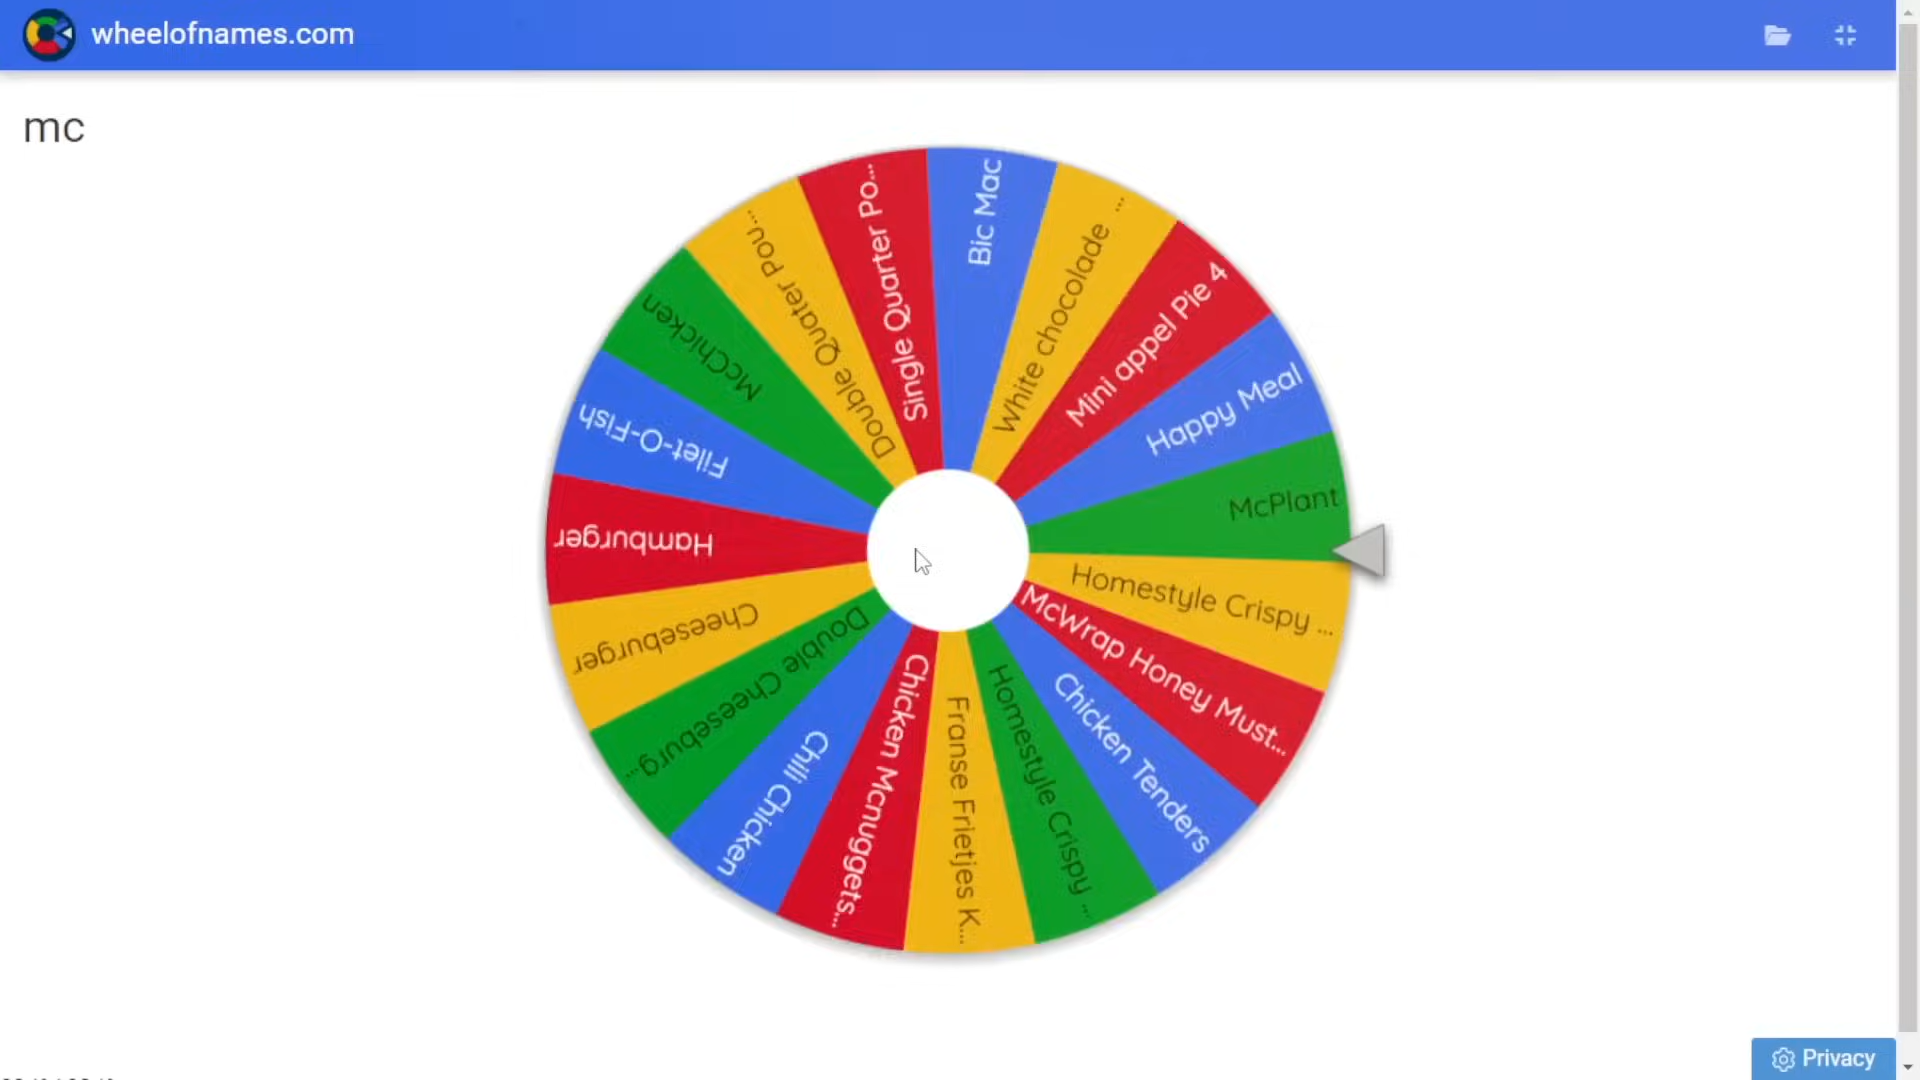 wheelofnames.com
mc
Bic Mac
White chocolade ...
Mini appel Pie 4
Happy Meal
McPlant
Homestyle Crispy ...
McWrap Honey Must...
Chicken Tenders
Homestyle Crispy ...
Franse Frietjes K...
Chicken Mcnuggets...
Chili Chicken
Double Cheeseburg...
Cheeseburger
Hamburger
Filet-O-Fish
McChicken
Double Quater Pou...
Single Quarter Po...
Privacy